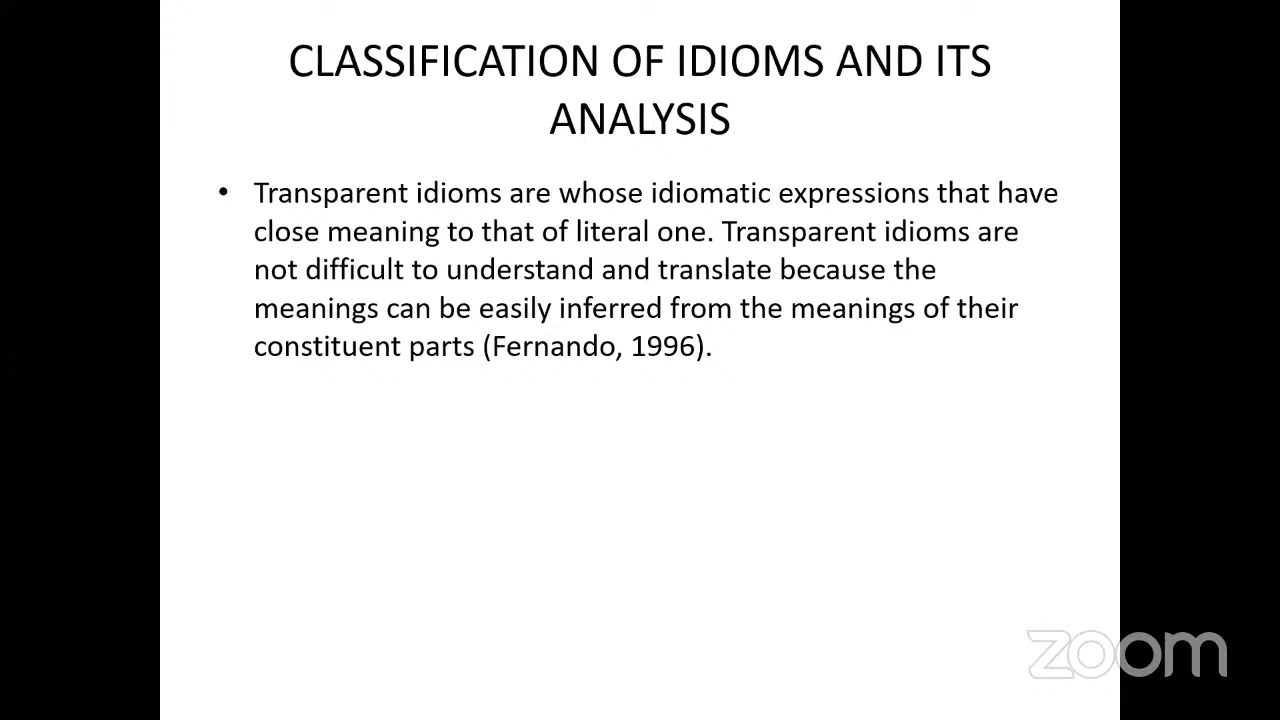 CLASSIFICATION OF IDIOMS AND ITS
ANALYSIS
• Transparent idioms are whose idiomatic expressions that have
close meaning to that of literal one. Transparent idioms are
not difficult to understand and translate because the
meanings can be easily inferred from the meanings of their
constituent parts (Fernando, 1996).
zoom